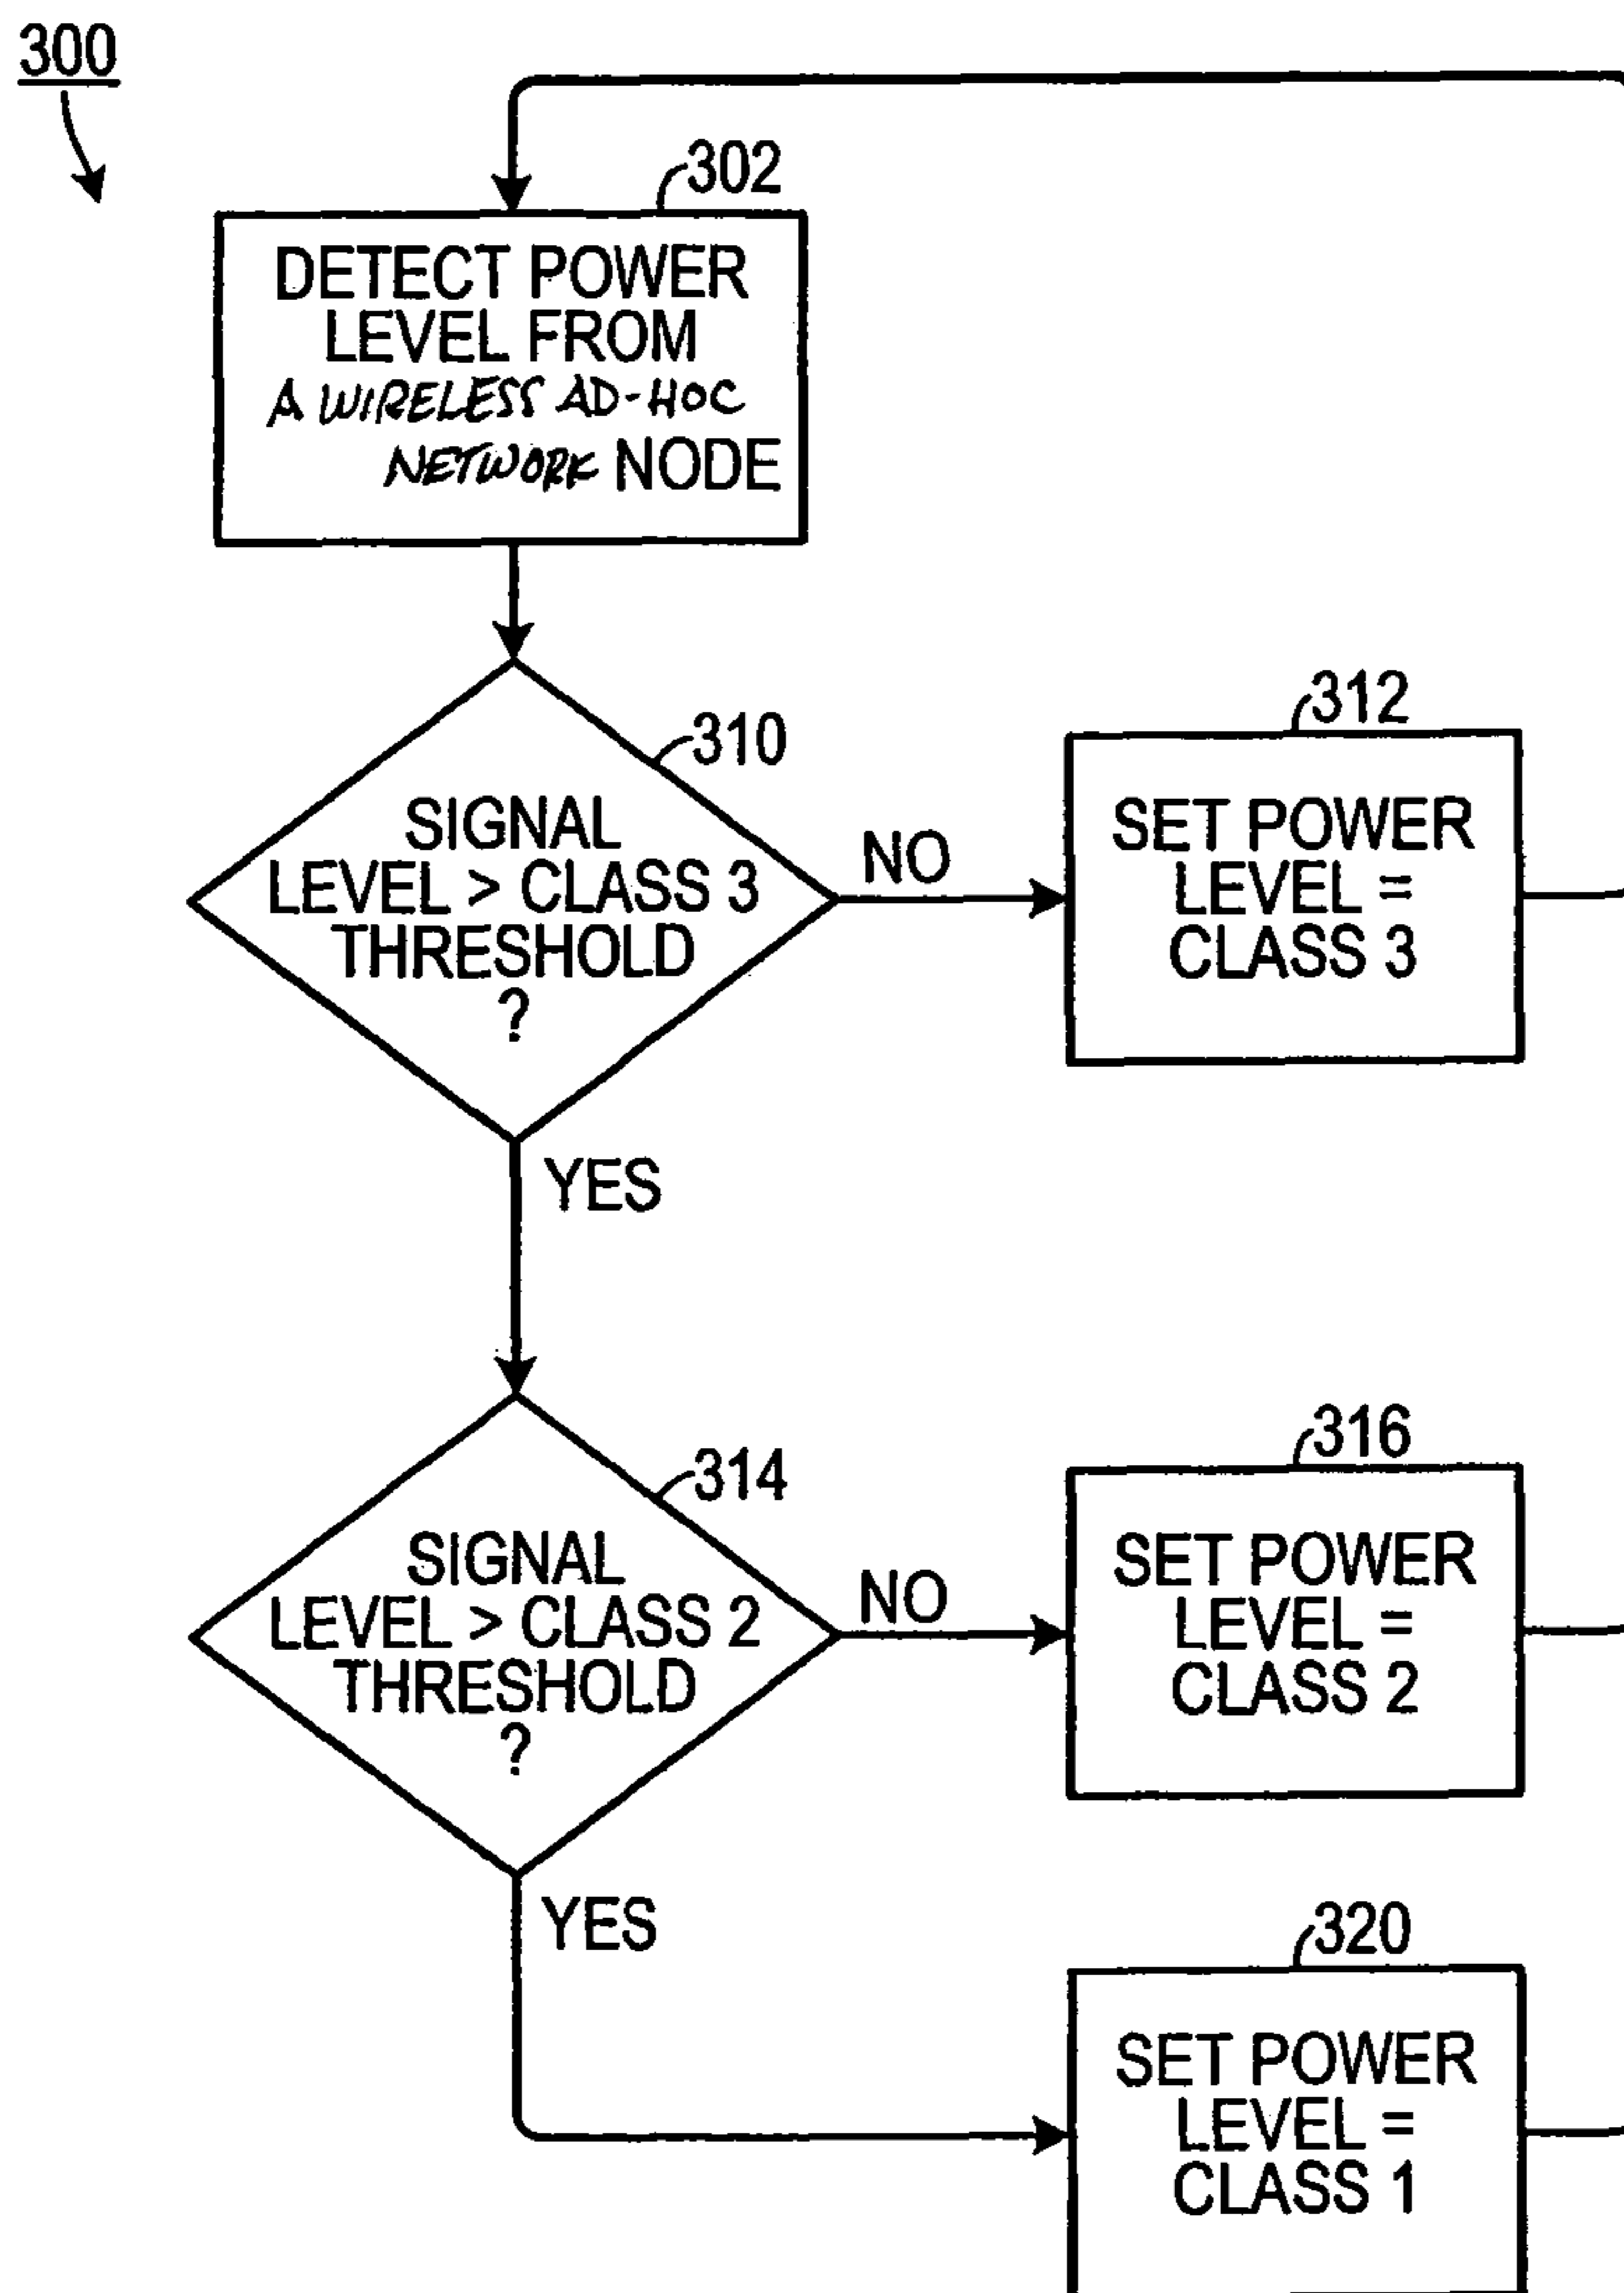 300
302
DETECT POWER
LEVEL FROM
A WIRELESS AD-HOC
NETWORK NODE
310
SIGNAL
LEVEL > CLASS 3
THRESHOLD
?
NO
312
SET POWER
LEVEL =
CLASS 3
YES
314
SIGNAL
LEVEL > CLASS 2
THRESHOLD
?
NO
316
SET POWER
LEVEL =
CLASS 2
YES
320
SET POWER
LEVEL =
CLASS 1